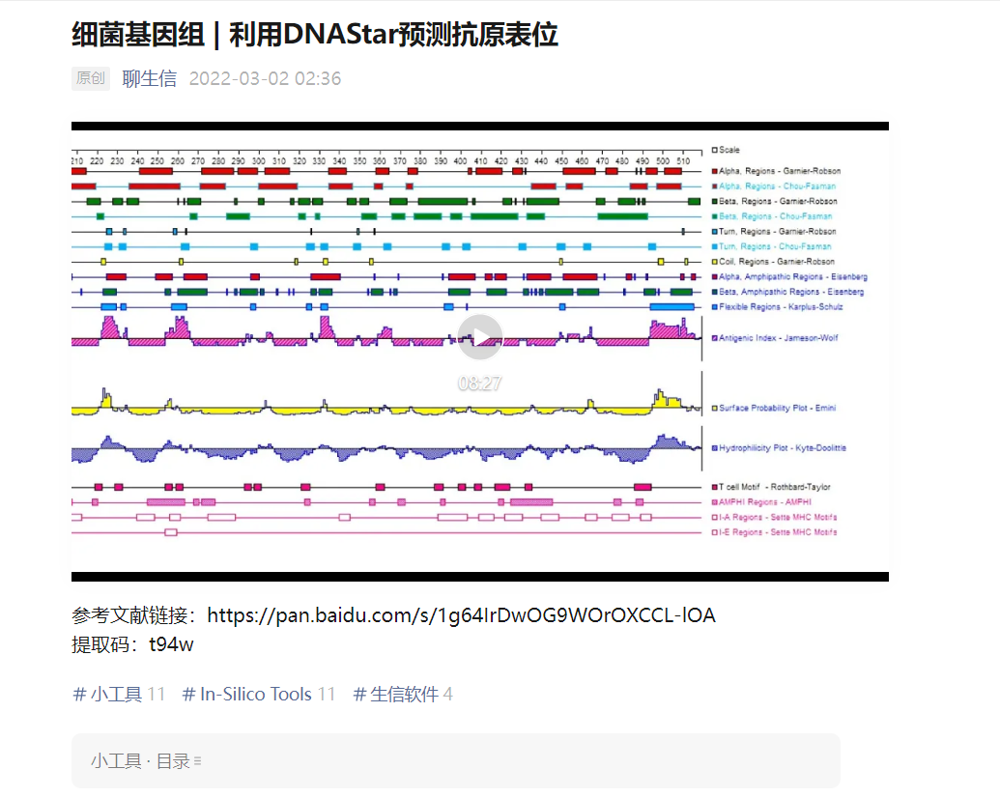 细菌基因组 | 利用DNAStar预测抗原表位
原创 聊生信 2022-03-02 02:36
Scale
210 220 230 240 250 260 270 280 290 300 310 320 330 340 350 360 370 380 390 400 410 420 430 440 450 460 470 480 490 500 510
Alpha, Regions - Garnier-Robson
Alpha, Regions - Chou-Fasman
Beta, Regions - Garnier-Robson
Beta, Regions - Chou-Fasman
Turn, Regions - Garnier-Robson
Turn, Regions - Chou-Fasman
Coil, Regions - Garnier-Robson
Alpha, Amphipathic Regions - Eisenberg
Beta, Amphipathic Regions - Eisenberg
Flexible Regions - Karplus-Schulz
Antigenic Index - Jameson-Wolf
08:27
Surface Probability Plot - Emini
Hydrophilicity Plot - Kyte-Doolittle
T cell Motif - Rothbard-Taylor
AMPHI Regions - AMPHI
I-A Regions - Sette MHC Motifs
I-E Regions - Sette MHC Motifs
参考文献链接：https://pan.baidu.com/s/1g64IrDwOG9WOrOXCCL-lOA
提取码：t94w
#小工具 11 #In-Silico Tools 11 #生信软件 4
小工具 · 目录